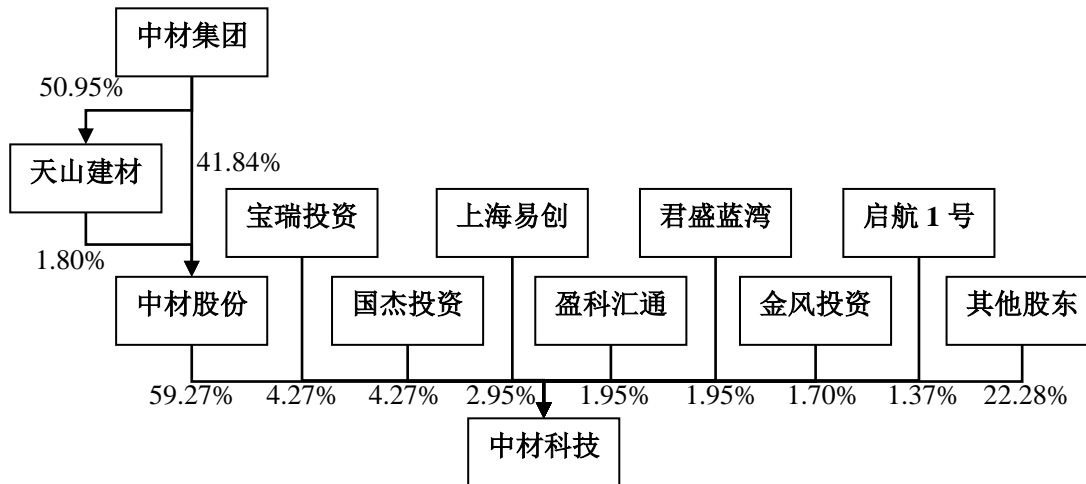 中材集团
50.95%
天山建材
41.84%
宝瑞投资
上海易创
君盛蓝湾
启航 1 号
1.80%
中材股份
国杰投资
盈科汇通
金风投资
其他股东
59.27%
4.27%
4.27%
2.95%
1.95%
1.95%
1.70%
1.37%
22.28%
中材科技